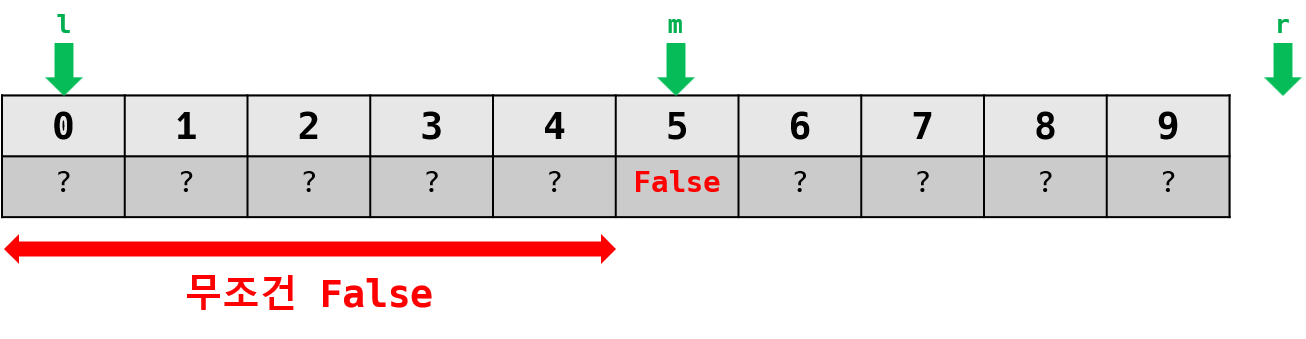 l m r
0 1 2 3 4 5 6 7 8 9
? ? ? ? ? False ? ? ? ?
무조건 False